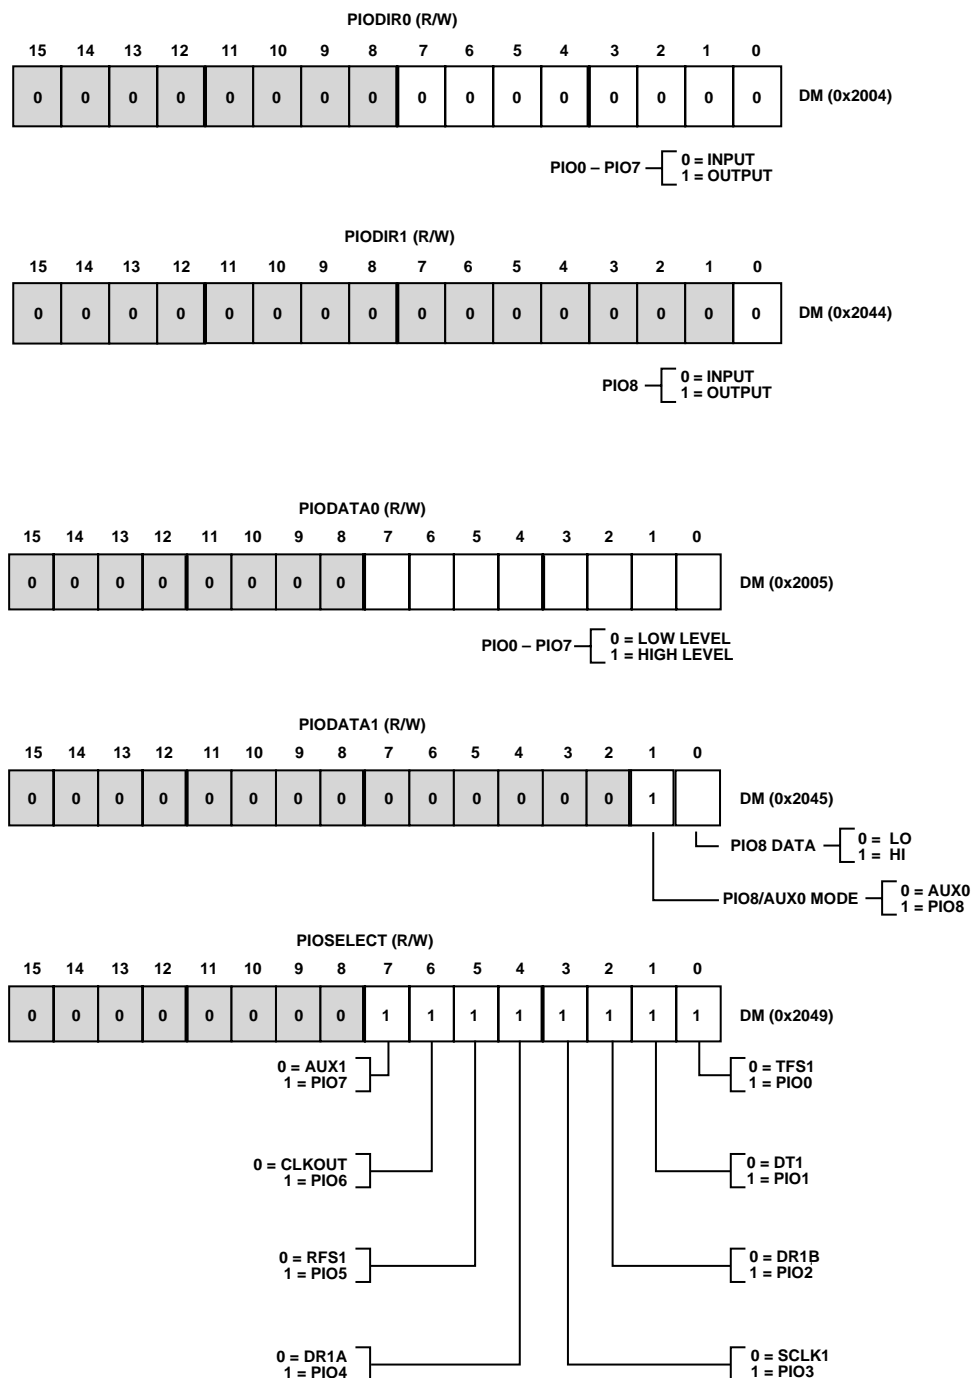 PIODIR0 (R/W)
15 14 13 12 11 10 9 8 7 6 5 4 3 2 1 0
0 0 0 0 0 0 0 0 0 0 0 0 0 0 0 0 DM (0x2004)
PIO0 – PIO7 0 = INPUT
1 = OUTPUT
PIODIR1 (R/W)
15 14 13 12 11 10 9 8 7 6 5 4 3 2 1 0
0 0 0 0 0 0 0 0 0 0 0 0 0 0 0 0 DM (0x2044)
PIO8 0 = INPUT
1 = OUTPUT
PIODATA0 (R/W)
15 14 13 12 11 10 9 8 7 6 5 4 3 2 1 0
0 0 0 0 0 0 0 0 DM (0x2005)
PIO0 – PIO7 0 = LOW LEVEL
1 = HIGH LEVEL
PIODATA1 (R/W)
15 14 13 12 11 10 9 8 7 6 5 4 3 2 1 0
0 0 0 0 0 0 0 0 0 0 0 0 0 0 1 DM (0x2045)
PIO8 DATA 0 = LO
1 = HI
PIO8/AUX0 MODE 0 = AUX0
1 = PIO8
PIOSELECT (R/W)
15 14 13 12 11 10 9 8 7 6 5 4 3 2 1 0
0 0 0 0 0 0 0 0 1 1 1 1 1 1 1 1 DM (0x2049)
0 = AUX1 0 = TFS1
1 = PIO7 1 = PIO0
0 = CLKOUT 0 = DT1
1 = PIO6 1 = PIO1
0 = RFS1 0 = DR1B
1 = PIO5 1 = PIO2
0 = DR1A 0 = SCLK1
1 = PIO4 1 = PIO3